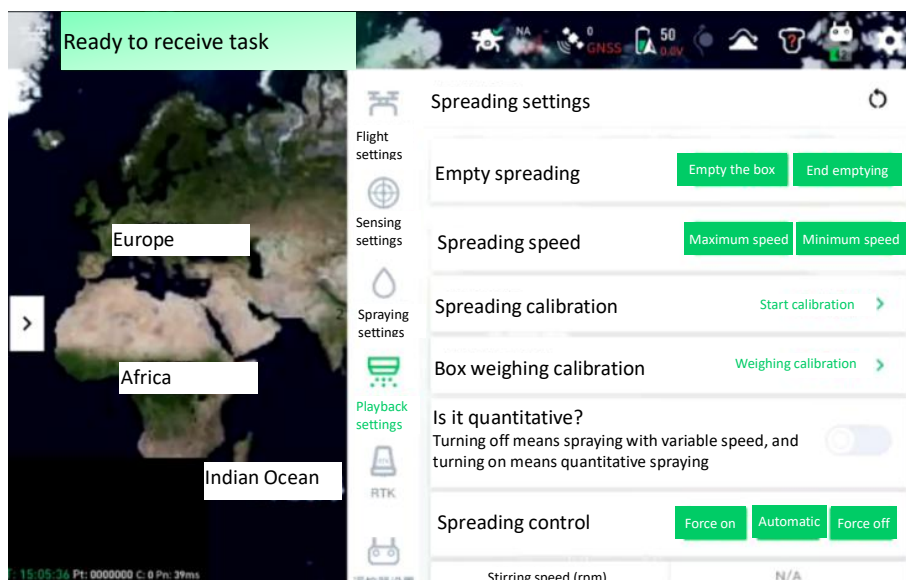 Ready to receive task
NA
0
GNSS
50
0.0V
Spreading settings
Flight
settings
Empty spreading
Empty the box
End emptying
Sensing
settings
Europe
Spreading speed
Maximum speed
Minimum speed
Spraying
settings
Spreading calibration
Start calibration
Africa
Box weighing calibration
Weighing calibration
Playback
settings
Is it quantitative?
Turning off means spraying with variable speed, and
turning on means quantitative spraying
Indian Ocean
RTK
Spreading control
Force on
Automatic
Force off
15:05:36 Pt: 0000000 C: 0 Pn: 39ms
Stirring speed (rpm)
N/A